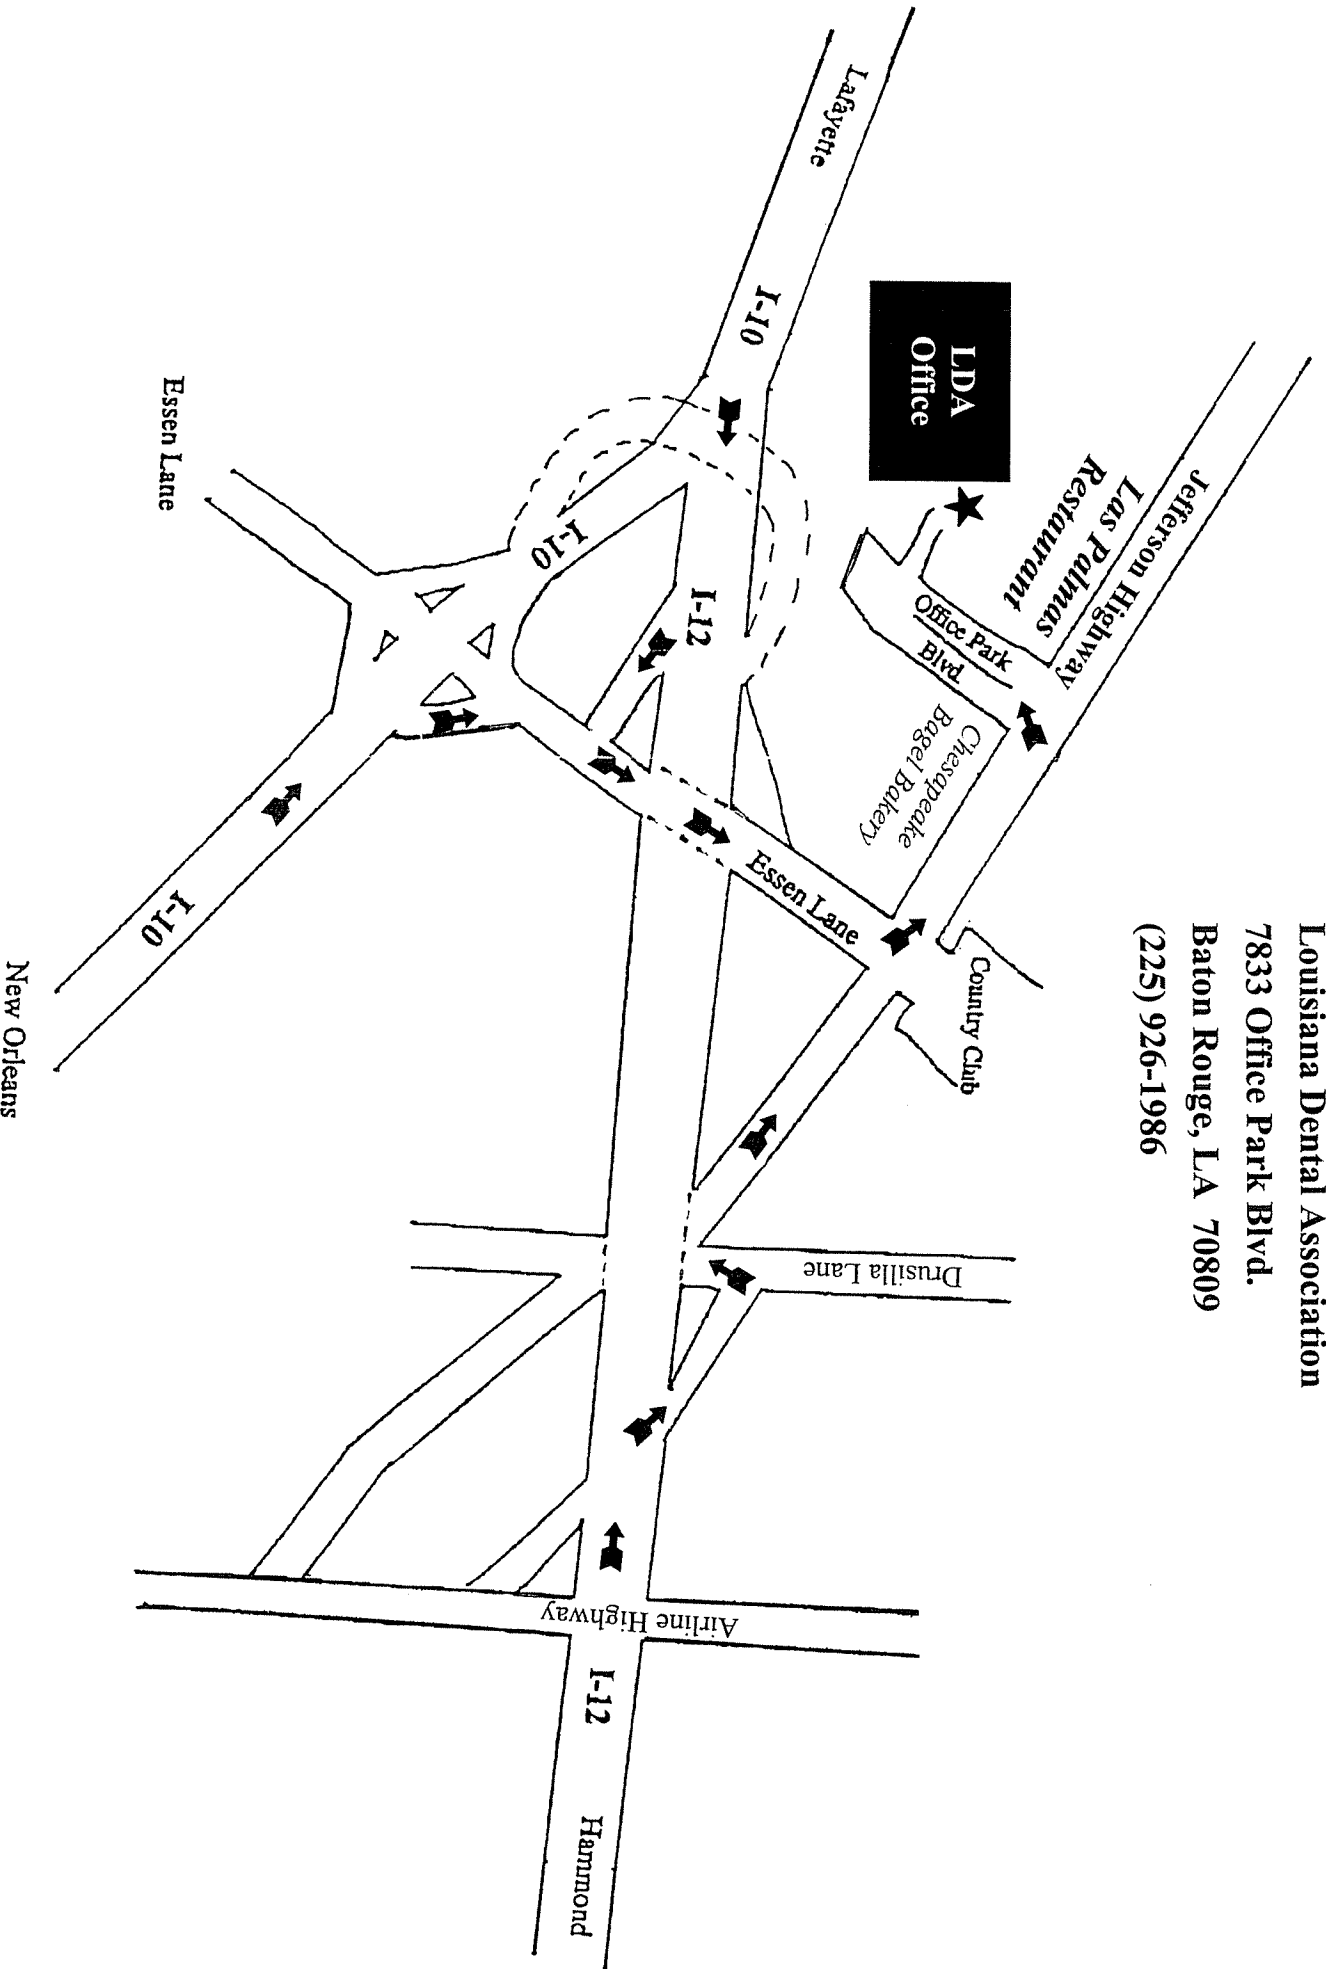 Louisiana Dental Association
7833 Office Park Blvd.
Baton Rouge, LA 70809
(225) 926-1986
Jefferson Highway
Las Palmas
Restaurant
LDA
Office
Office Park
Blvd.
Chesapeake
Bagel Bakery
Country Club
Lafayette
I-10
I-12
Essen Lane
Drusilla Lane
I-10
Airline Highway
I-12
Hammond
Essen Lane
I-10
New Orleans